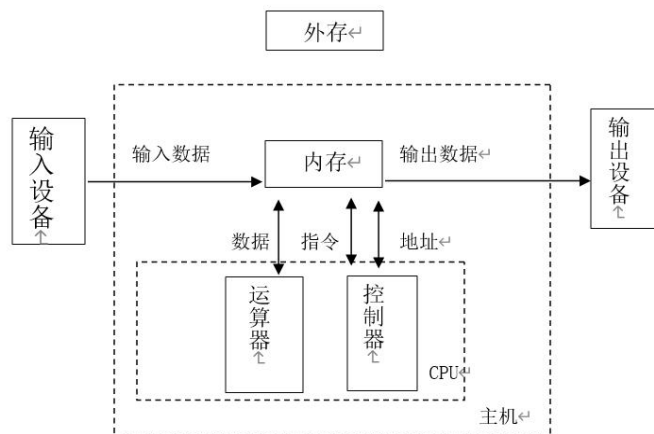 外存
输入设备
输入数据
内存
输出数据
输出设备
数据
指令
地址
运算器
控制器
CPU
主机